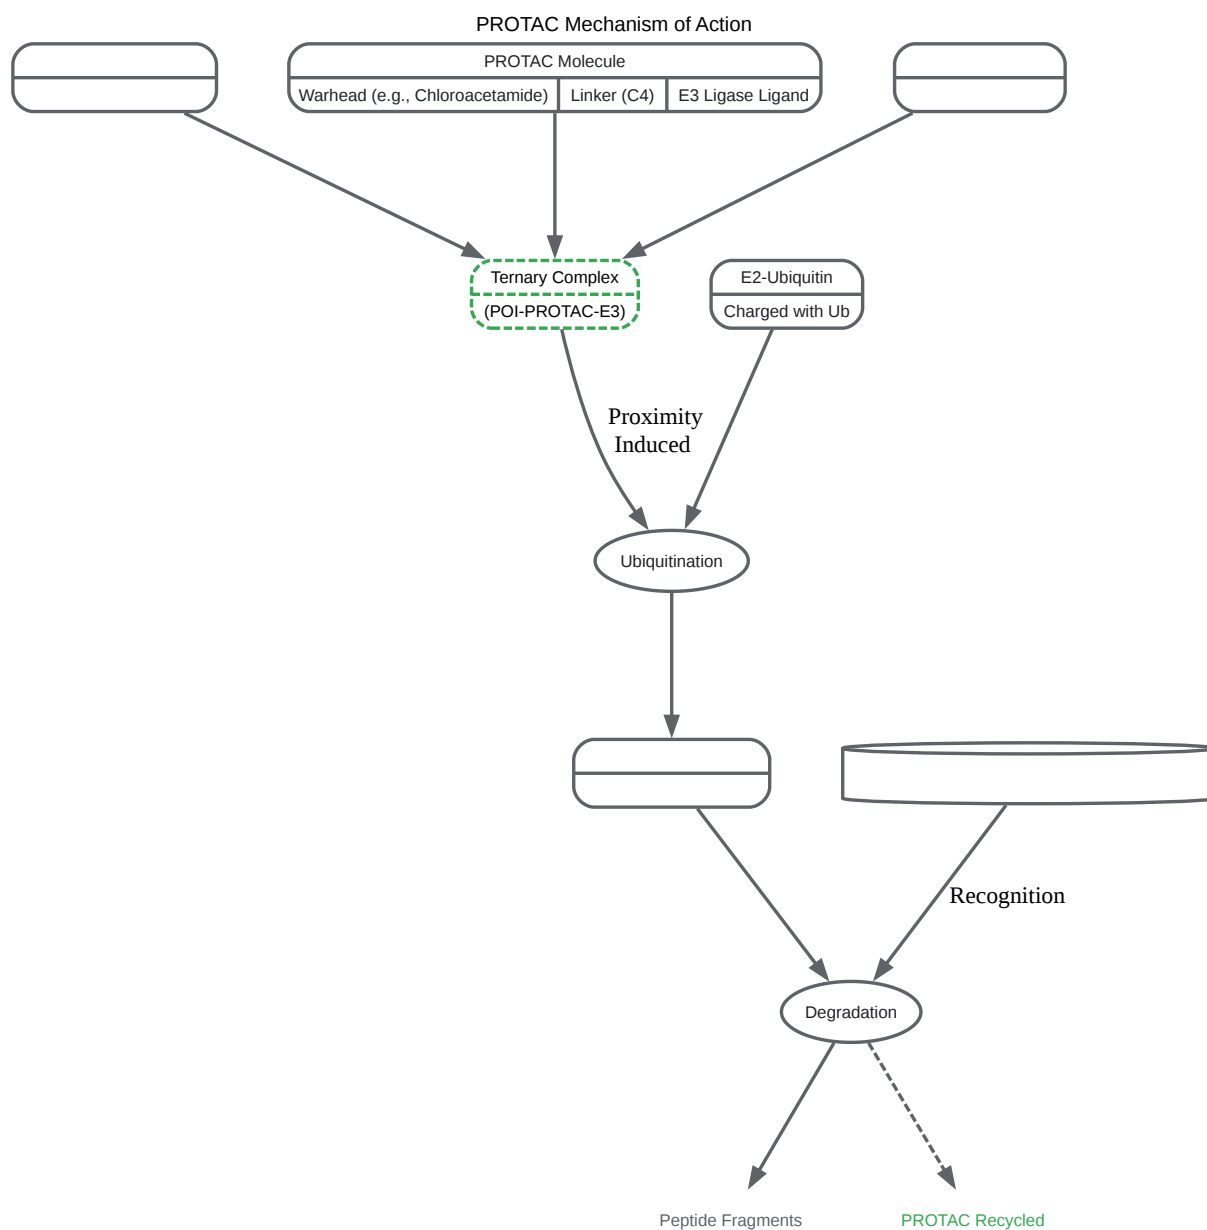 PROTAC Mechanism of Action
PROTAC Molecule
Warhead (e.g., Chloroacetamide)
Linker (C4)
E3 Ligase Ligand
Ternary Complex
(POI-PROTAC-E3)
E2-Ubiquitin
Charged with Ub
Proximity
Induced
Ubiquitination
Recognition
Degradation
Peptide Fragments
PROTAC Recycled